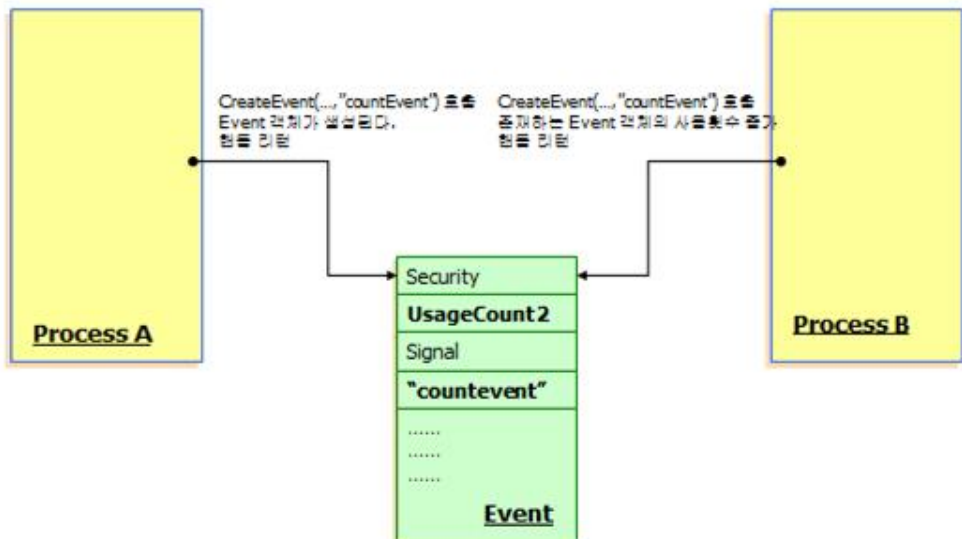 CreateEvent(...,"countEvent") 호출
Event 객체가 생성된다.
핸들 리턴
CreateEvent(...,"countEvent") 호출
존재하는 Event 객체의 사용횟수 증가
핸들 리턴
Process A
Process B
Security
UsageCount 2
Signal
"countevent"
......
......
......
Event